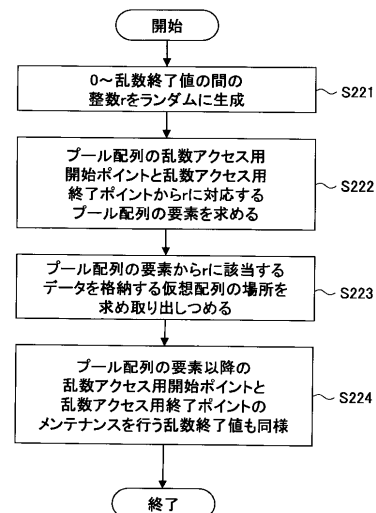 開始
0～乱数終了値の間の
整数rをランダムに生成
S221
プール配列の乱数アクセス用
開始ポイントと乱数アクセス用
終了ポイントからrに対応する
プール配列の要素を求める
S222
プール配列の要素からrに該当する
データを格納する仮想配列の場所を
求め取り出しつめる
S223
プール配列の要素以降の
乱数アクセス用開始ポイントと
乱数アクセス用終了ポイントの
メンテナンスを行う乱数終了値も同様
S224
終了